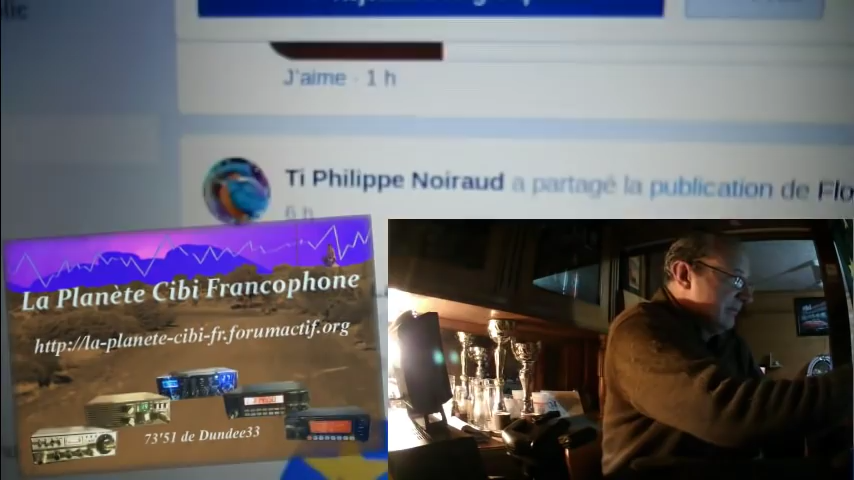 J'aime · 1 h
Ti Philippe Noiraud a partagé la publication de Flo
6 h
La Planète Cibi Francophone
http://la-planete-cibi-fr.forumactif.org
73'51 de Dundee33